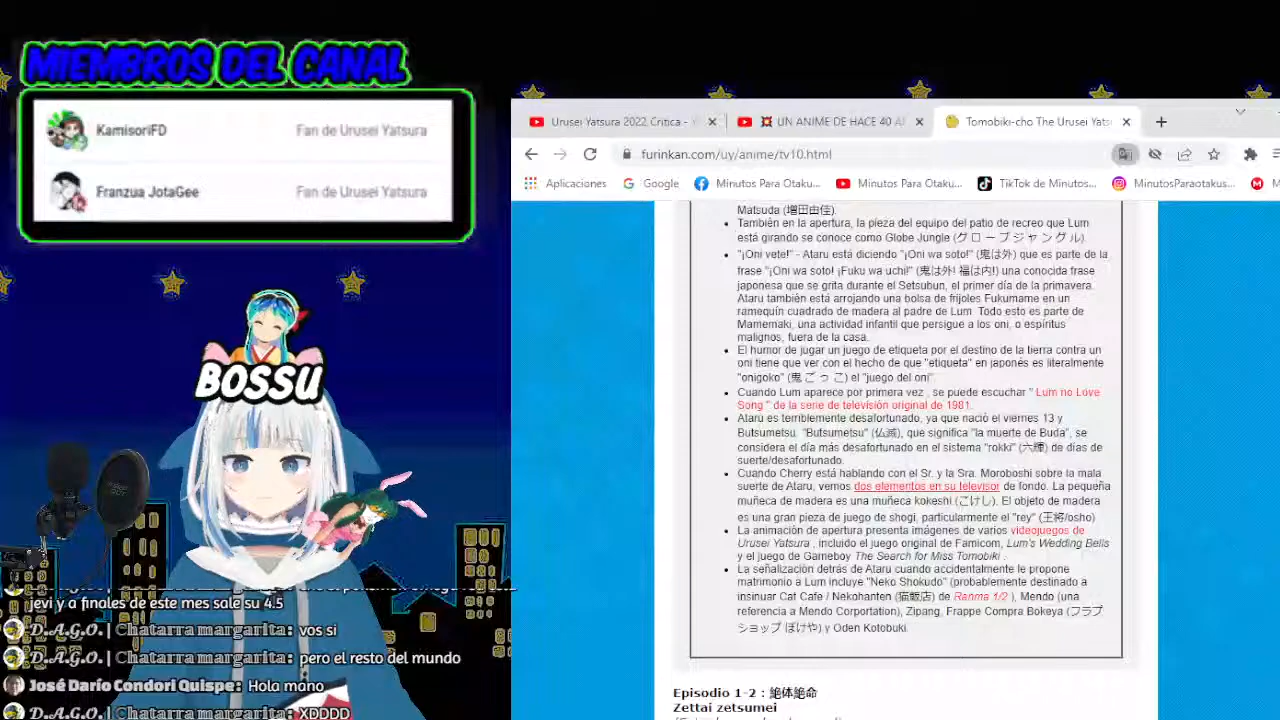 MIEMBROS DEL CANAL
KamisoriFD Fan de Urusei Yatsura
Franzua JotaGee Fan de Urusei Yatsura
BOSSU
jevi y a finales de este mes sale su 4.5
D.A.G.O. | Chatarra margarita: vos si
D.A.G.O. | Chatarra margarita: pero el resto del mundo
José Darío Condori Quispe: Hola mano
D.A.G.O. | Chatarra margarita: XDDDD
Urusei Yatsura 2022 Critica -
UN ANIME DE HACE 40 A
Tomobiki-cho The Urusei Yats
furinkan.com/uy/anime/tv10.html
Aplicaciones Google Minutos Para Otaku... Minutos Para Otaku... TikTok de Minutos... MinutosParaotakus...
Matsuda (増田由佳).
También en la apertura, la pieza del equipo del patio de recreo que Lum
está girando se conoce como Globe Jungle (グ ロ ー ブ ジ ャ ン グ ル).
"¡Oni vete!" - Ataru está diciendo "¡Oni wa soto!" (鬼は外) que es parte de la
frase "¡Oni wa soto! ¡Fuku wa uchi!" (鬼は外! 福は内!) una conocida frase
japonesa que se grita durante el Setsubun, el primer día de la primavera.
Ataru también está arrojando una bolsa de frijoles Fukumame en un
ramequín cuadrado de madera al padre de Lum. Todo esto es parte de
Mamemaki, una actividad infantil que persigue a los oni, o espíritus
malignos, fuera de la casa.
El humor de jugar un juego de etiqueta por el destino de la tierra contra un
oni tiene que ver con el hecho de que "etiqueta" en japonés es literalmente
"onigoko" (鬼 ご っ こ) el "juego del oni"
Cuando Lum aparece por primera vez , se puede escuchar " Lum no Love
Song " de la serie de televisión original de 1981.
Ataru es terriblemente desafortunado, ya que nació el viernes 13 y
Butsumetsu. "Butsumetsu" (仏滅), que significa "la muerte de Buda", se
considera el día más desafortunado en el sistema "rokki" (六輝) de días de
suerte/desafortunado.
Cuando Cherry está hablando con el Sr. y la Sra. Moroboshi sobre la mala
suerte de Ataru, vemos dos elementos en su televisor de fondo. La pequeña
muñeca de madera es una muñeca kokeshi (こけし). El objeto de madera
es una gran pieza de juego de shogi, particularmente el "rey" (王将/osho)
La animación de apertura presenta imágenes de varios videojuegos de
Urusei Yatsura , incluido el juego original de Famicom, Lum's Wedding Bells
y el juego de Gameboy The Search for Miss Tomobiki .
La señalización detrás de Ataru cuando accidentalmente le propone
matrimonio a Lum incluye "Neko Shokudo" (probablemente destinado a
insinuar Cat Cafe / Nekohanten (猫飯店) de Ranma 1/2 ), Mendo (una
referencia a Mendo Corportation), Zipang, Frappe Compra Bokeya (フラプ
ショップ ぼけや) y Oden Kotobuki.
Episodio 1-2 : 絶体絶命
Zettai zetsumei